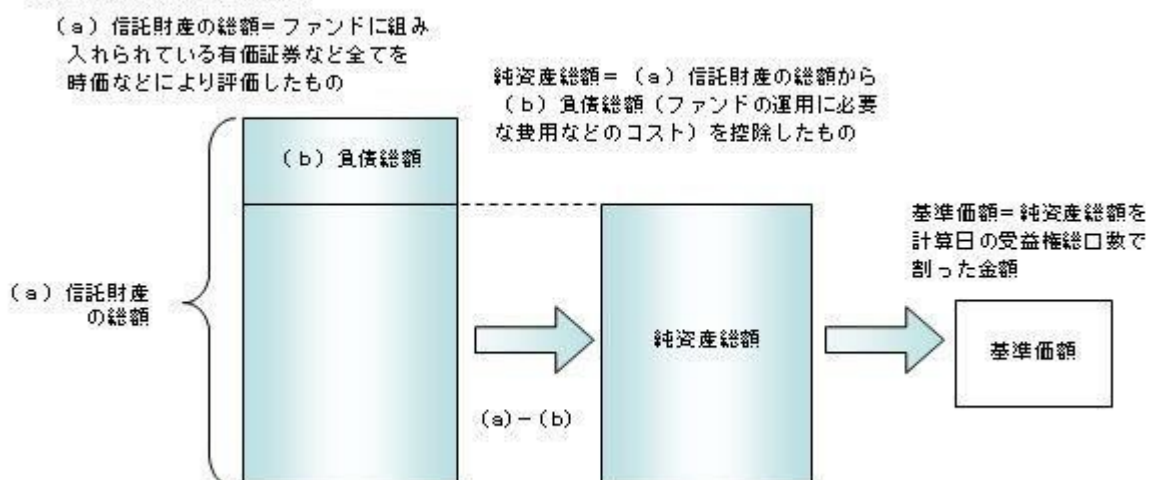 （a）信託財産の総額＝ファンドに組み
入れられている有価証券など全てを
時価などにより評価したもの
純資産総額＝（a）信託財産の総額から
（b）負債総額（ファンドの運用に必要
な費用などのコスト）を控除したもの
（b）負債総額
基準価額＝純資産総額を
計算日の受益権総口数で
割った金額
（a）信託財産
の総額
純資産総額
基準価額
(a)－(b)